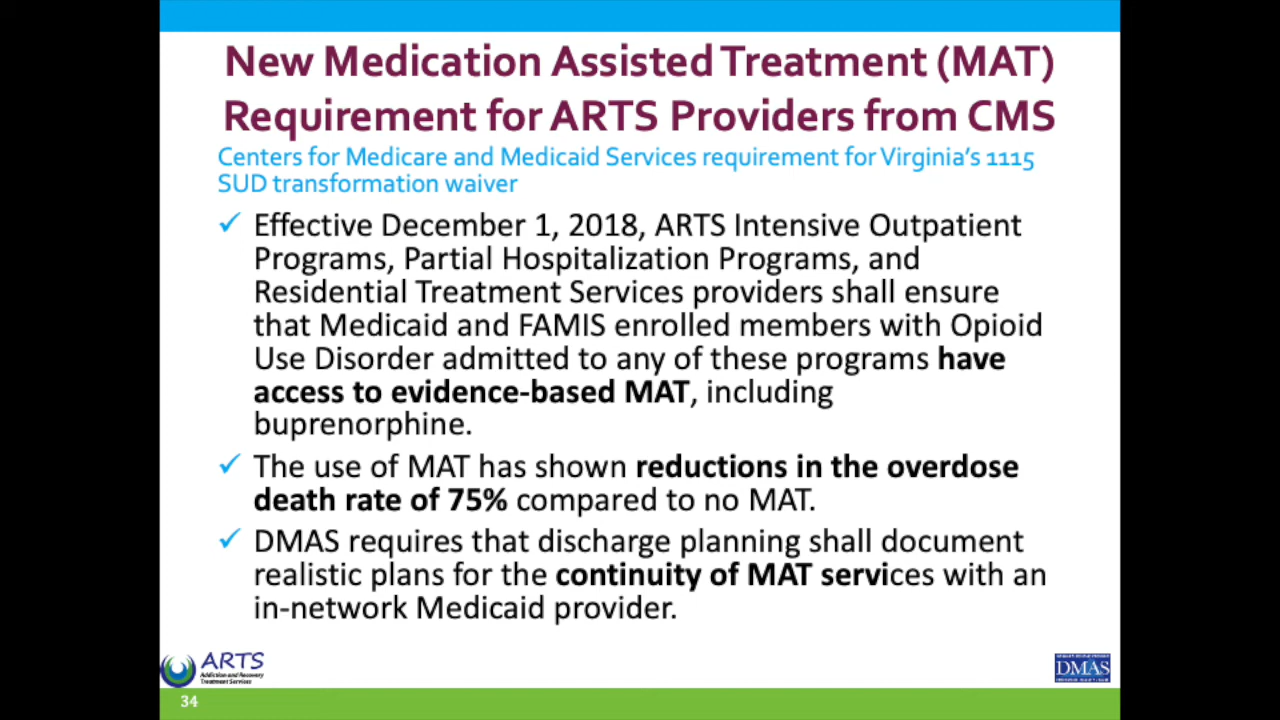 New Medication Assisted Treatment (MAT)
Requirement for ARTS Providers from CMS
Centers for Medicare and Medicaid Services requirement for Virginia's 1115
SUD transformation waiver
✓ Effective December 1, 2018, ARTS Intensive Outpatient
Programs, Partial Hospitalization Programs, and
Residential Treatment Services providers shall ensure
that Medicaid and FAMIS enrolled members with Opioid
Use Disorder admitted to any of these programs have
access to evidence-based MAT, including
buprenorphine.
✓ The use of MAT has shown reductions in the overdose
death rate of 75% compared to no MAT.
✓ DMAS requires that discharge planning shall document
realistic plans for the continuity of MAT services with an
in-network Medicaid provider.
ARTS
Addiction and Recovery
Treatment Services
DMAS
34